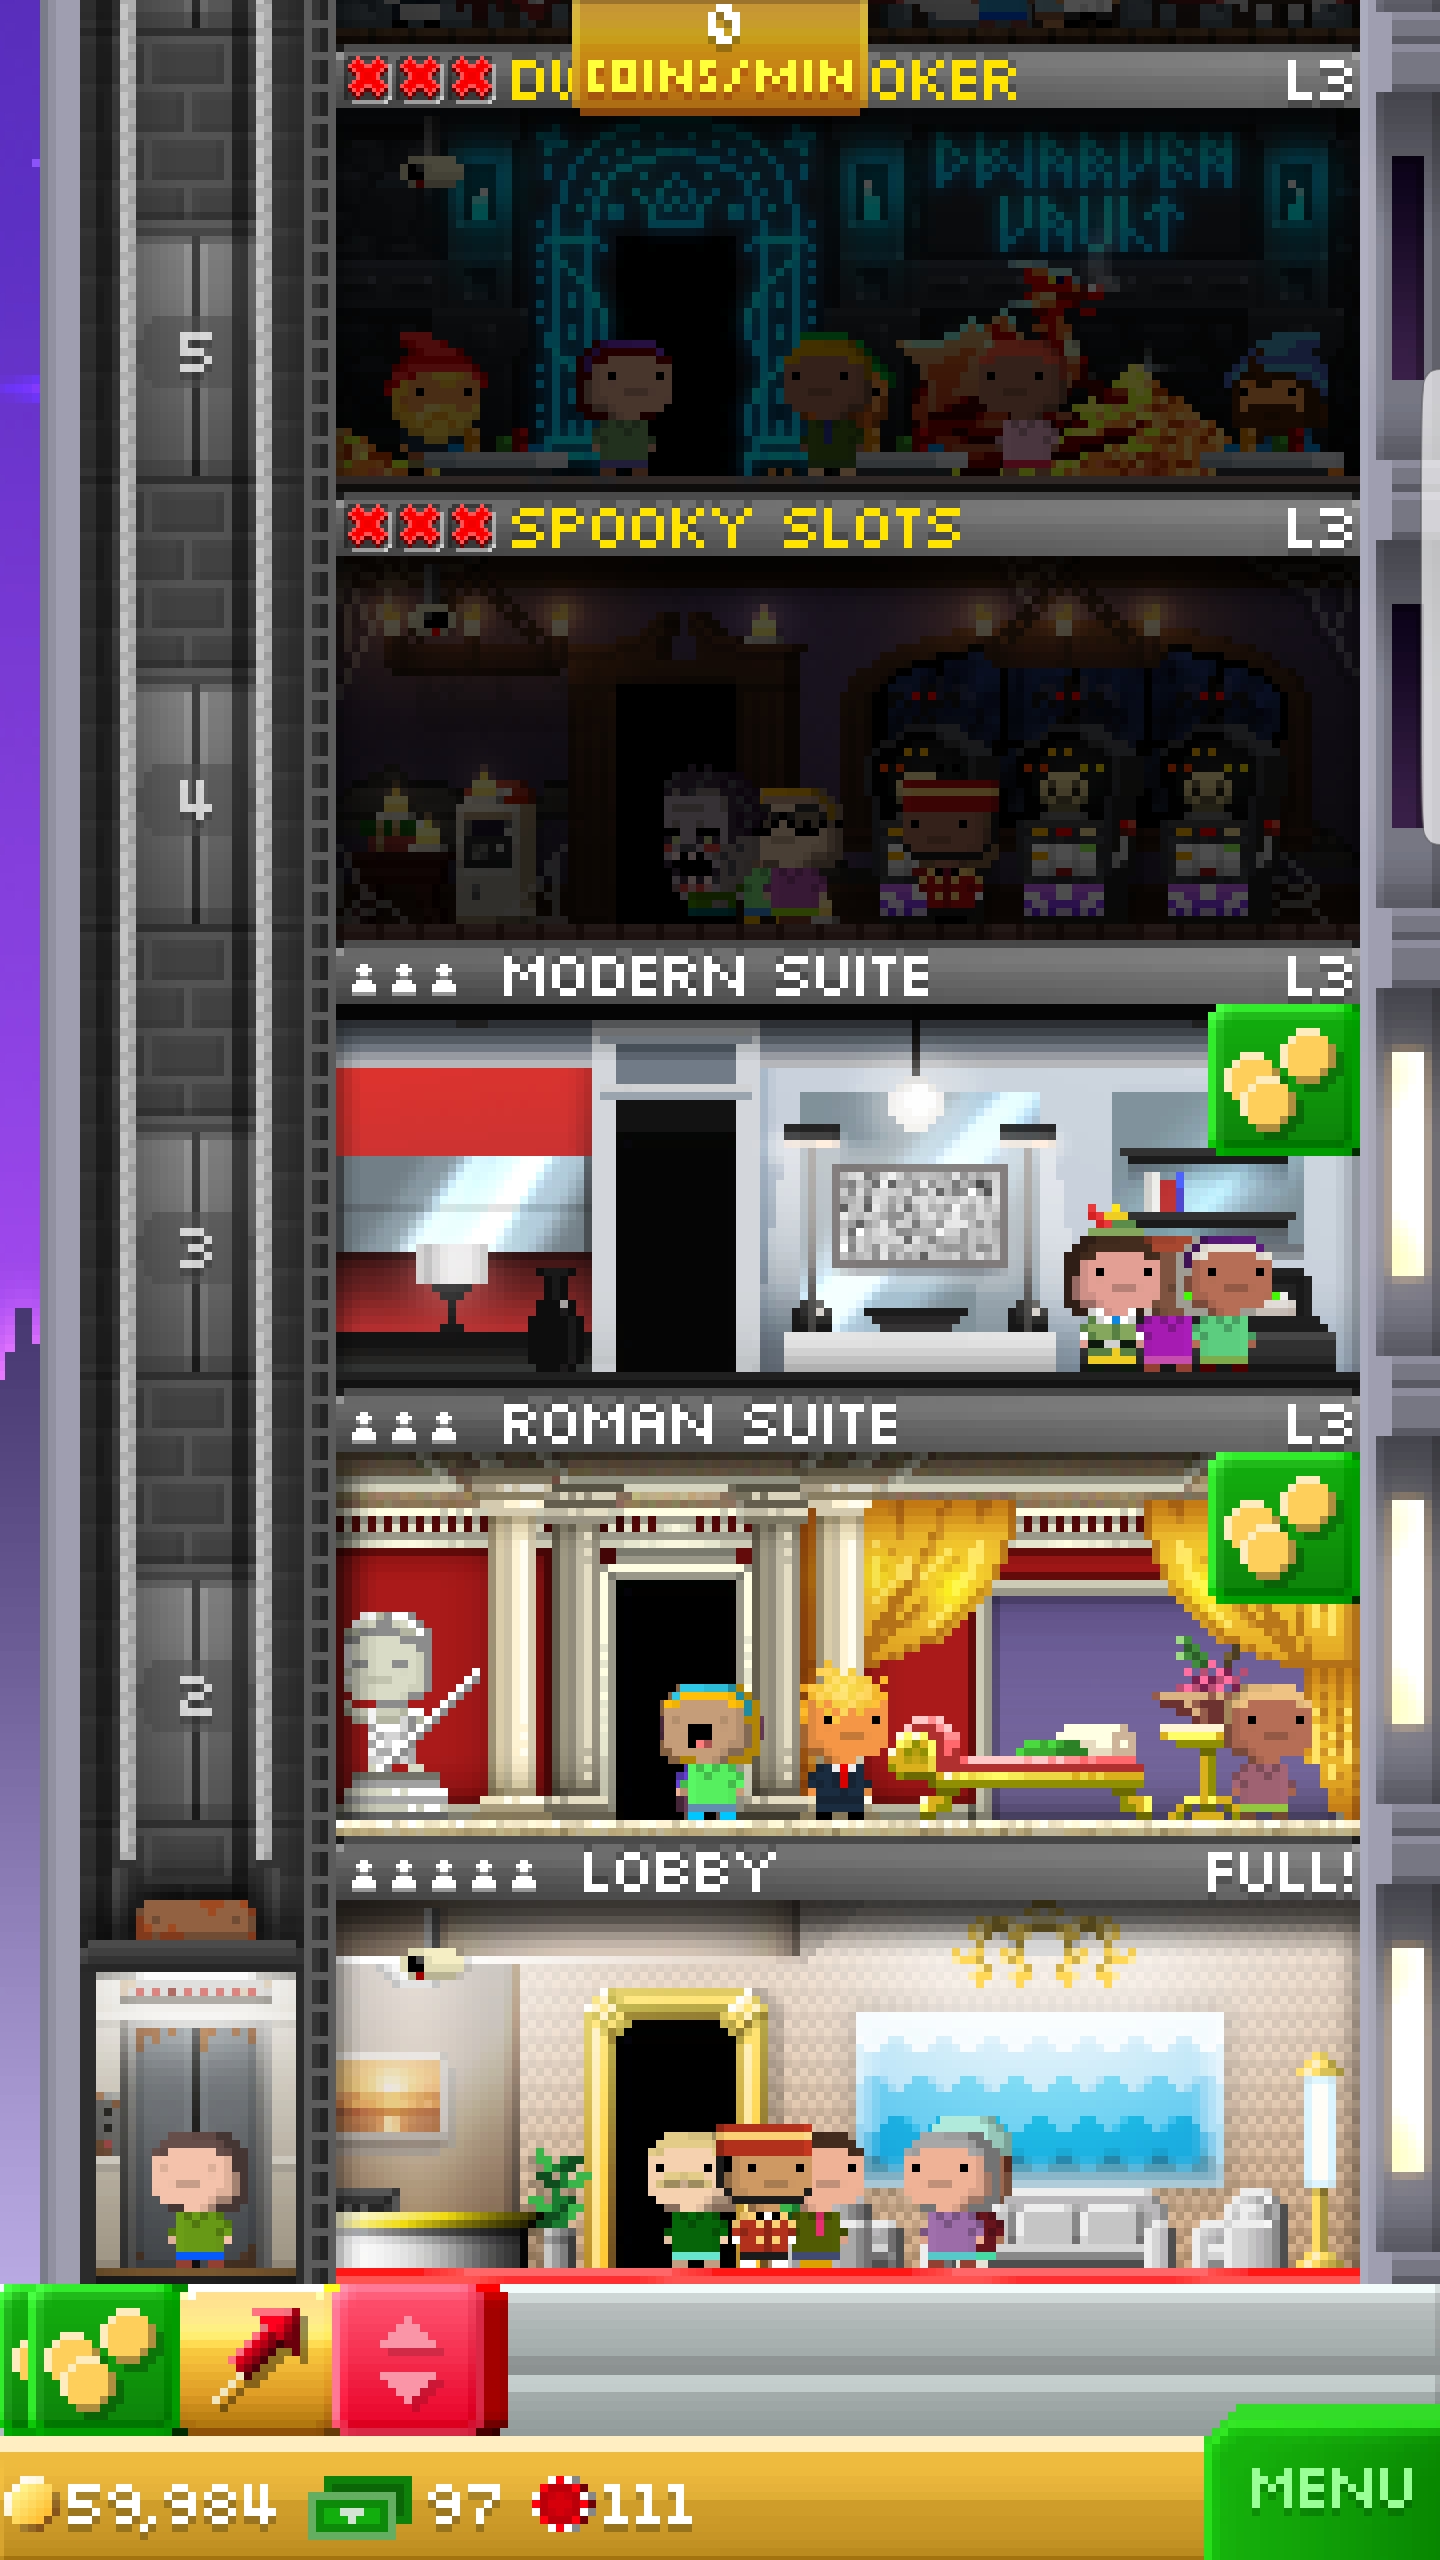 0
COINS/MIN
DU OKER L3
DWARVEN
VAULT
5
SPOOKY SLOTS L3
4
MODERN SUITE L3
3
ROMAN SUITE L3
2
LOBBY FULL!
59,984 97 111
MENU